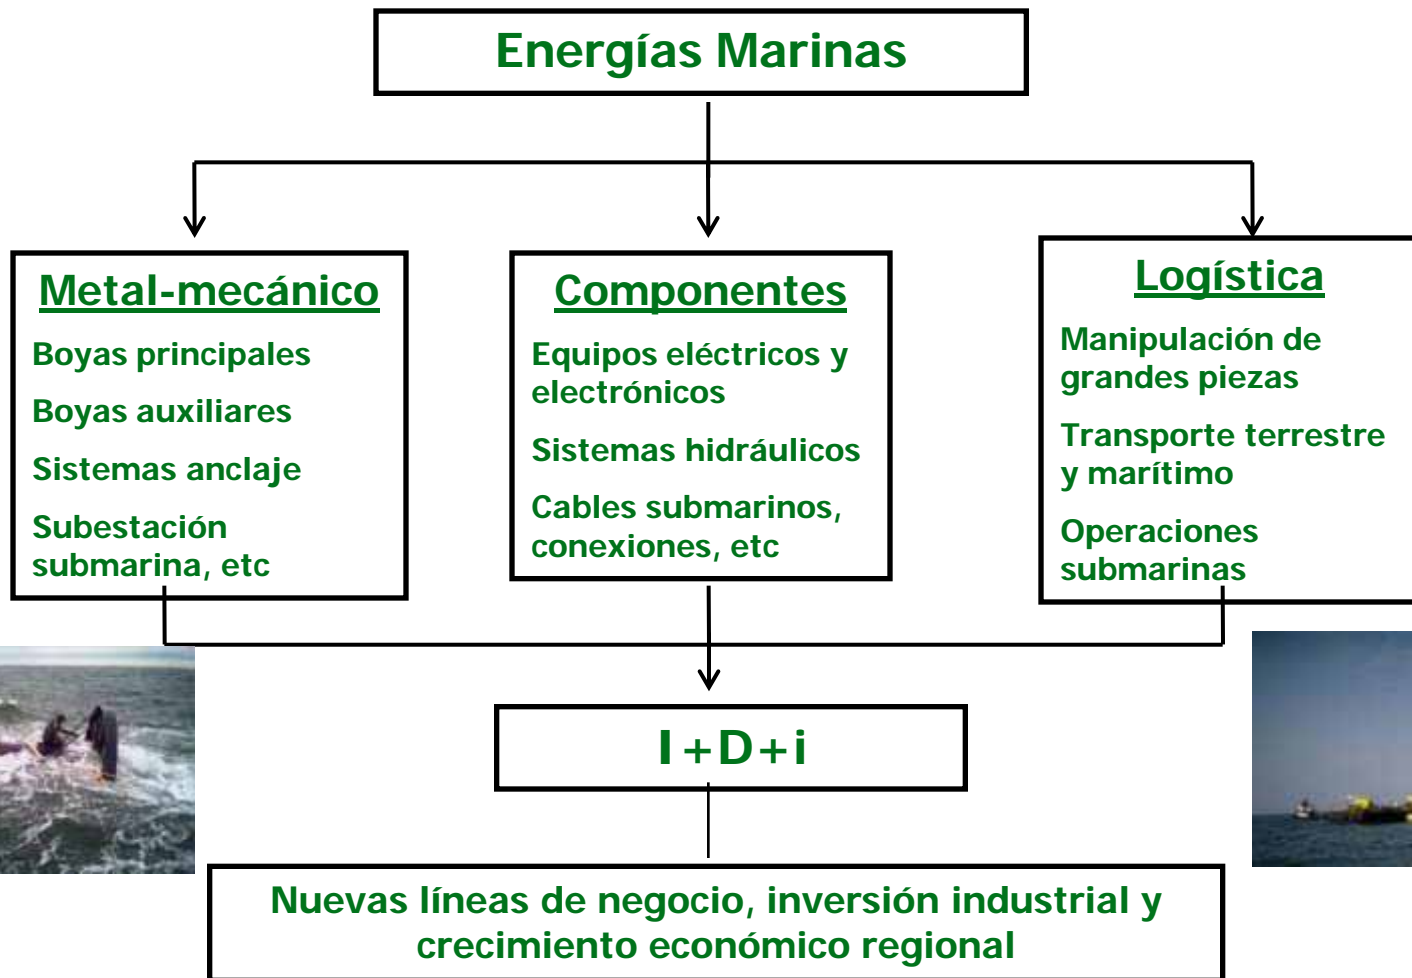 Energías Marinas
Metal-mecánico
Boyas principales
Boyas auxiliares
Sistemas anclaje
Subestación
submarina, etc
Componentes
Equipos eléctricos y
electrónicos
Sistemas hidráulicos
Cables submarinos,
conexiones, etc
Logística
Manipulación de
grandes piezas
Transporte terrestre
y marítimo
Operaciones
submarinas
I+D+i
Nuevas líneas de negocio, inversión industrial y
crecimiento económico regional